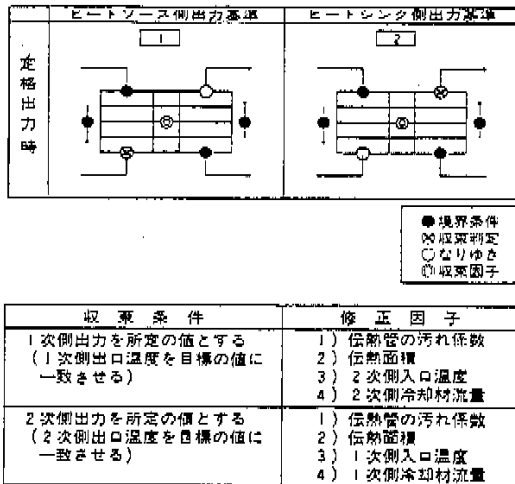 ヒートソース側出力基準
ヒートシンク側出力基準
定格出力時
1
2
●境界条件
⊗収束判定
○なりゆき
◎収束因子
収束条件
修正因子
1次側出力を所定の値とする
(1次側出口温度を目標の値に
一致させる)
1) 伝熱管の汚れ係数
2) 伝熱面積
3) 2次側入口温度
4) 2次側冷却材流量
2次側出力を所定の値とする
(2次側出口温度を目標の値に
一致させる)
1) 伝熱管の汚れ係数
2) 伝熱面積
3) 1次側入口温度
4) 1次側冷却材流量